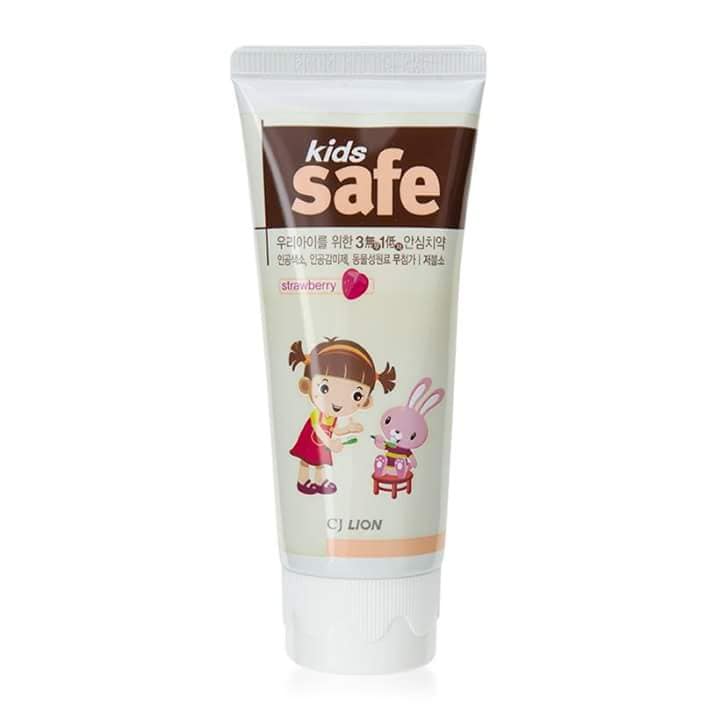 kids
safe
우리아이를 위한 3無무1低저 안심치약
인공색소, 인공감미제, 동물성원료 무첨가 | 저불소
strawberry
CJ LION